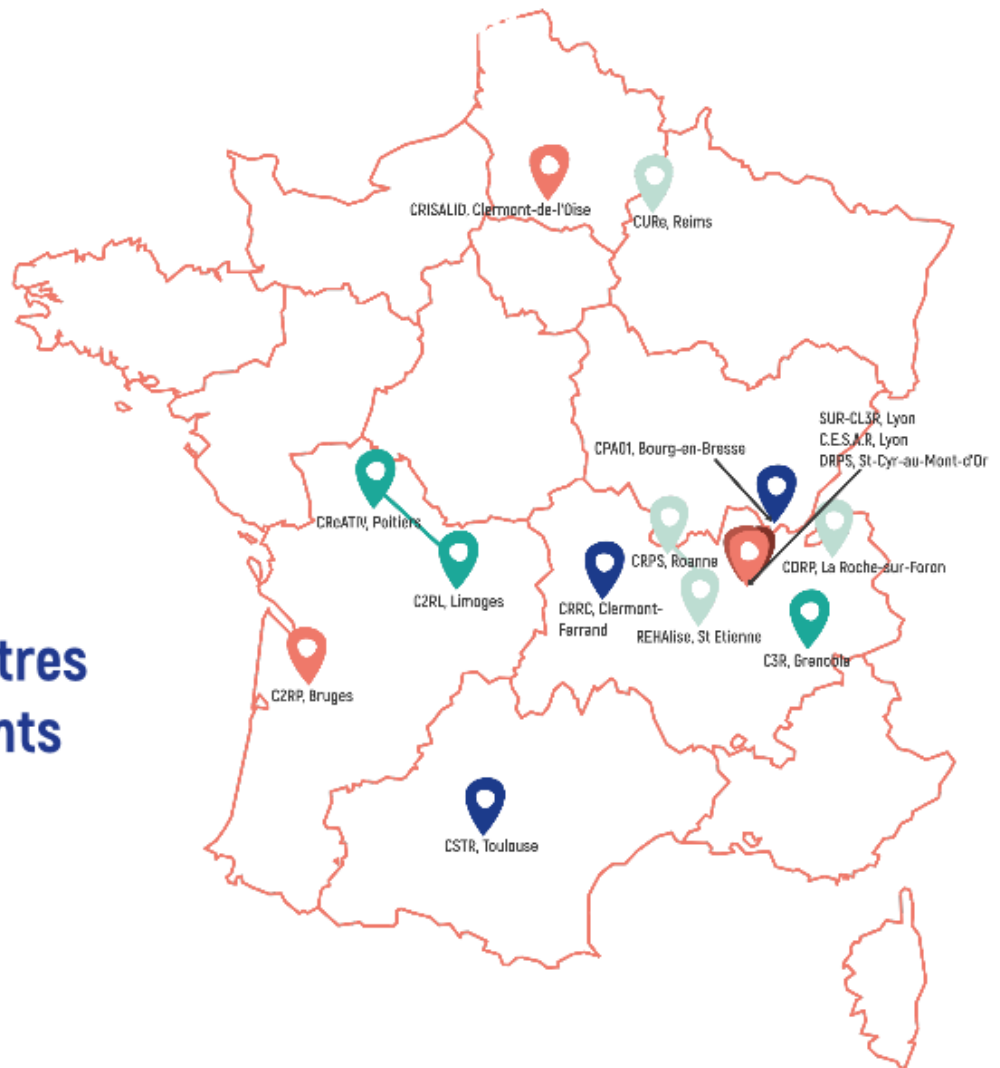 CRISALID, Clermont-de-l'Oise
CURe, Reims
SUR-CL3R, Lyon
C.E.S.A.R, Lyon
DRPS, St-Cyr-au-Mont-d'Or
CPA01, Bourg-en-Bresse
CReATIV, Poitiers
CRPS, Roanne
CDRP, La Roche-sur-Foron
C2RL, Limoges
CRRC, Clermont-
Ferrand
REHAlise, St Etienne
C3R, Grenoble
tres
nts
C2RP, Bruges
CSTR, Toulouse